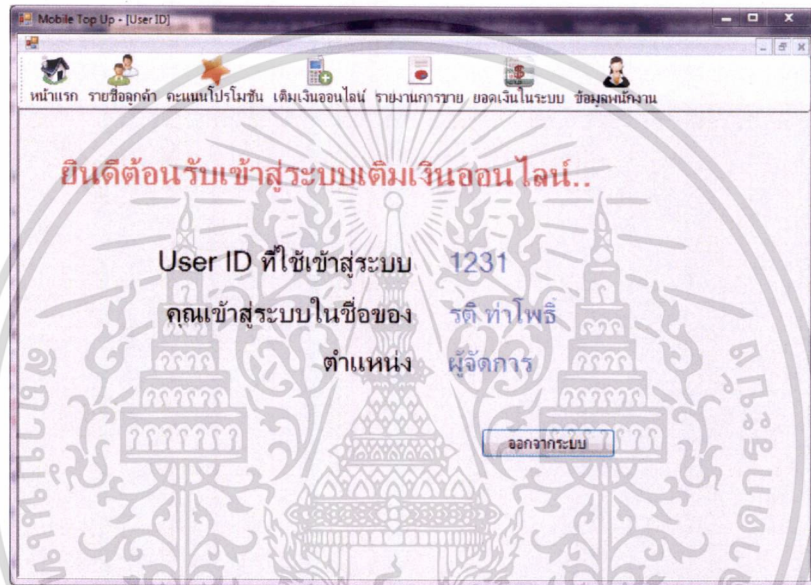 Mobile Top Up - [User ID]
หน้าแรก รายชื่อลูกค้า คะแนนโปรโมชัน เติมเงินออนไลน์ รายงานการขาย ยอดเงินในระบบ ข้อมูลพนักงาน
ยินดีต้อนรับเข้าสู่ระบบเติมเงินออนไลน์..
User ID ที่ใช้เข้าสู่ระบบ 1231
คุณเข้าสู่ระบบในชื่อของ รติ ท่าโพธิ์
ตำแหน่ง ผู้จัดการ
ออกจากระบบ